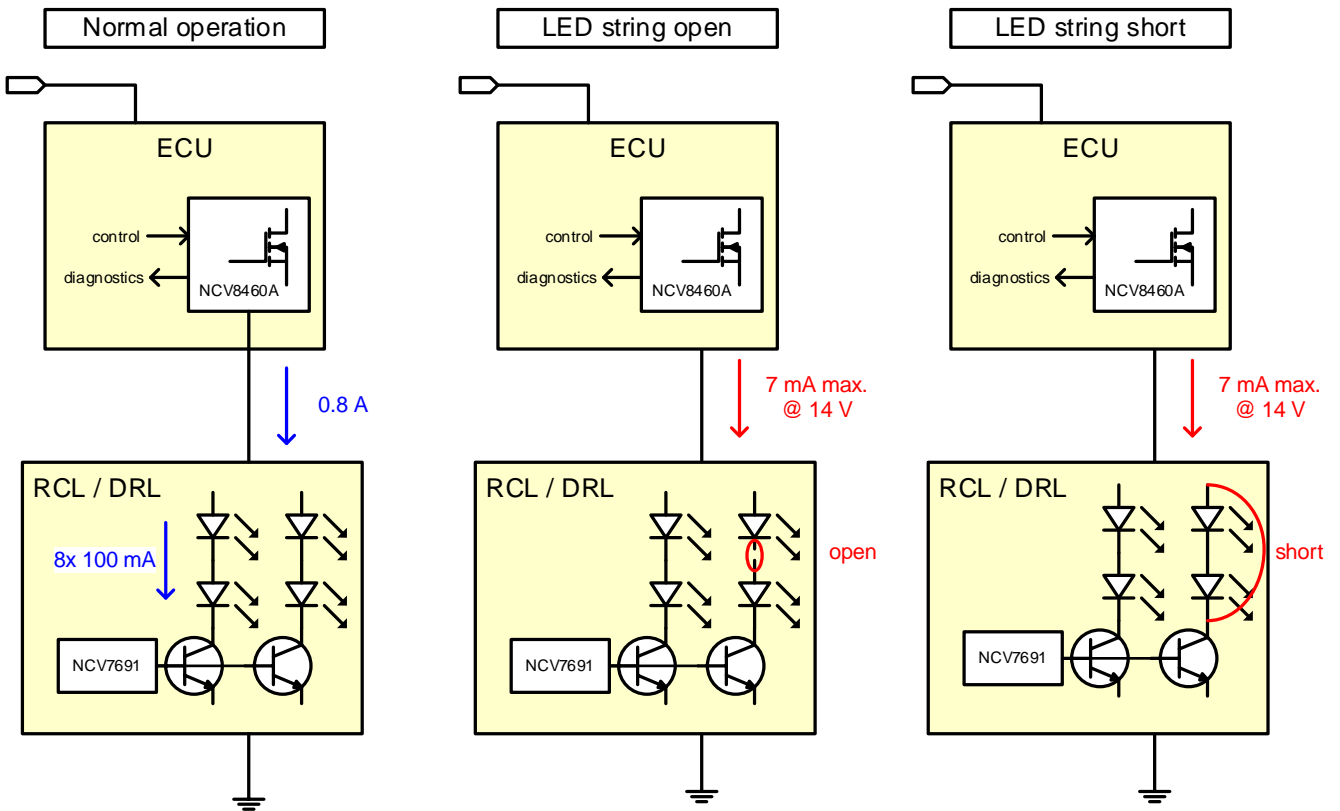 Normal operation
ECU
control
diagnostics
NCV8460A
0.8 A
RCL / DRL
8x 100 mA
NCV7691
LED string open
ECU
control
diagnostics
NCV8460A
7 mA max.
@ 14 V
RCL / DRL
open
NCV7691
LED string short
ECU
control
diagnostics
NCV8460A
7 mA max.
@ 14 V
RCL / DRL
short
NCV7691